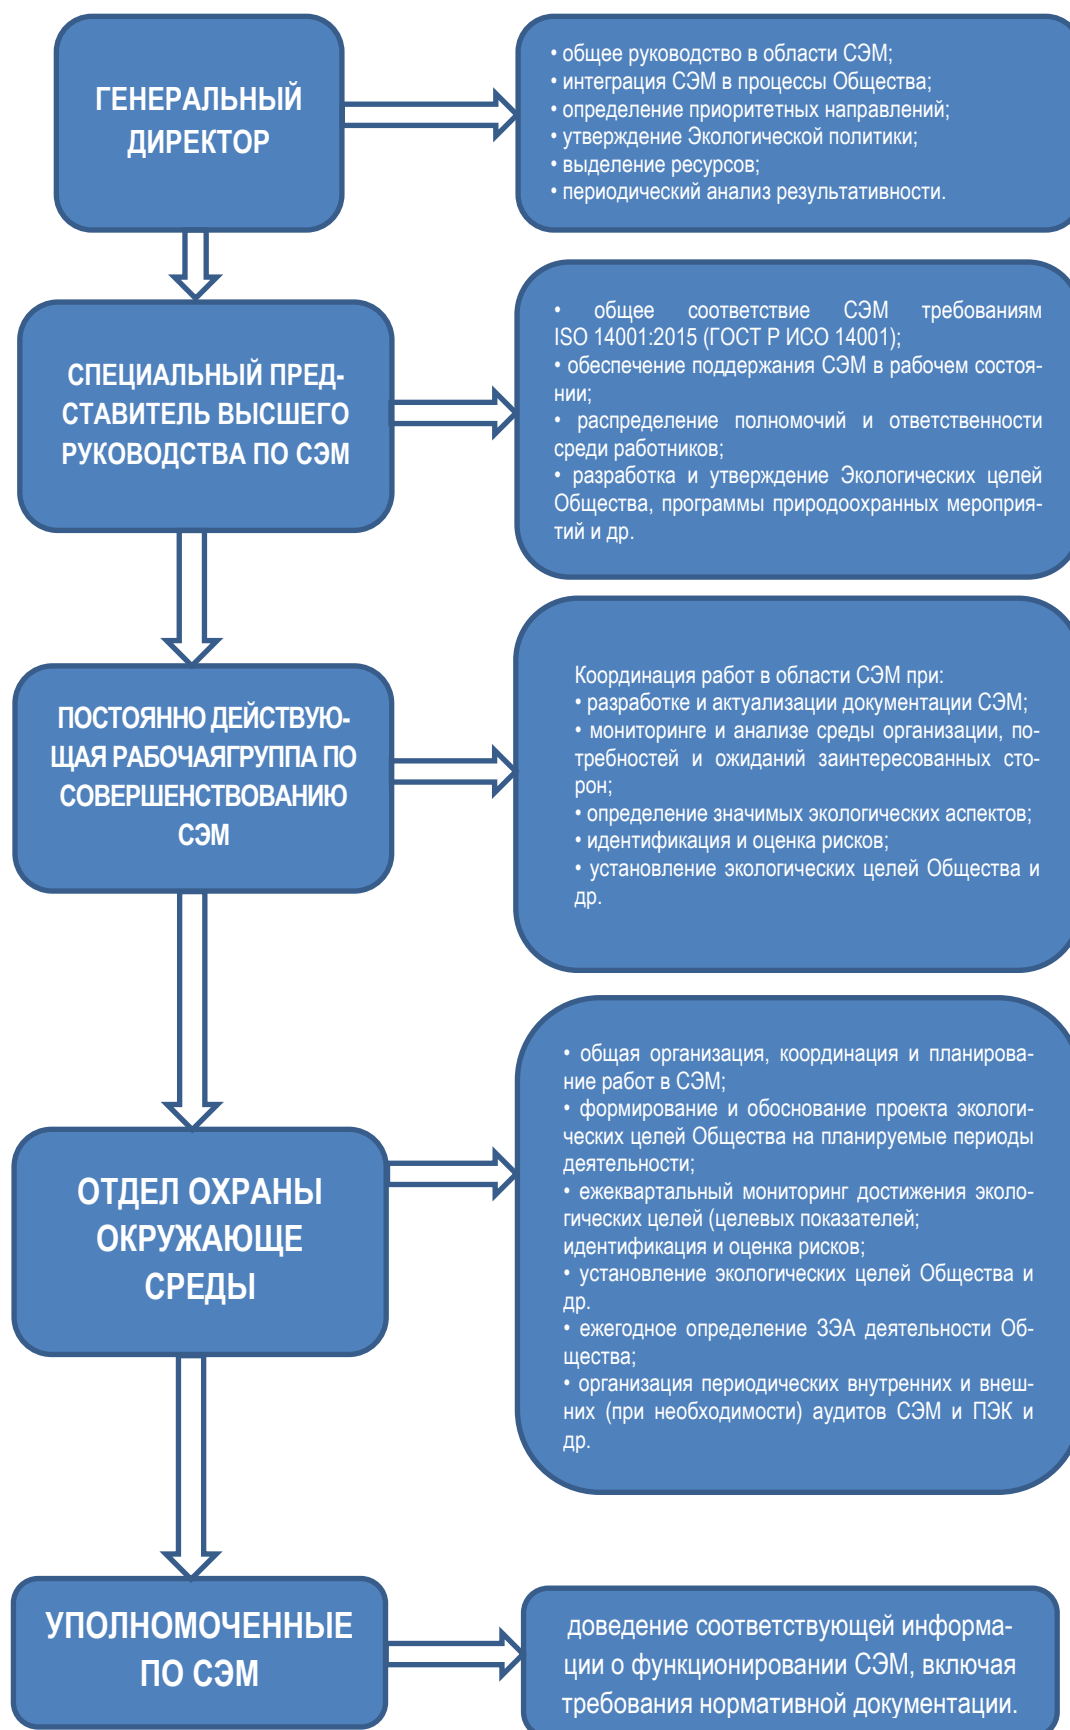 ГЕНЕРАЛЬНЫЙ
ДИРЕКТОР
• общее руководство в области СЭМ;
• интеграция СЭМ в процессы Общества;
• определение приоритетных направлений;
• утверждение Экологической политики;
• выделение ресурсов;
• периодический анализ результативности.
СПЕЦИАЛЬНЫЙ ПРЕД-
СТАВИТЕЛЬ ВЫСШЕГО
РУКОВОДСТВА ПО СЭМ
• общее соответствие СЭМ требованиям
ISO 14001:2015 (ГОСТ Р ИСО 14001);
• обеспечение поддержания СЭМ в рабочем состоя-
нии;
• распределение полномочий и ответственности
среди работников;
• разработка и утверждение Экологических целей
Общества, программы природоохранных мероприя-
тий и др.
ПОСТОЯННО ДЕЙСТВУЮ-
ЩАЯ РАБОЧАЯГРУППА ПО
СОВЕРШЕНСТВОВАНИЮ
СЭМ
Координация работ в области СЭМ при:
• разработке и актуализации документации СЭМ;
• мониторинге и анализе среды организации, по-
требностей и ожиданий заинтересованных сто-
рон;
• определение значимых экологических аспектов;
• идентификация и оценка рисков;
• установление экологических целей Общества и
др.
ОТДЕЛ ОХРАНЫ
ОКРУЖАЮЩЕ
СРЕДЫ
• общая организация, координация и планирова-
ние работ в СЭМ;
• формирование и обоснование проекта экологи-
ческих целей Общества на планируемые периоды
деятельности;
• ежеквартальный мониторинг достижения эколо-
гических целей (целевых показателей;
идентификация и оценка рисков;
• установление экологических целей Общества и
др.
• ежегодное определение ЗЭА деятельности Об-
щества;
• организация периодических внутренних и внеш-
них (при необходимости) аудитов СЭМ и ПЭК и
др.
УПОЛНОМОЧЕННЫЕ
ПО СЭМ
доведение соответствующей информа-
ции о функционировании СЭМ, включая
требования нормативной документации.